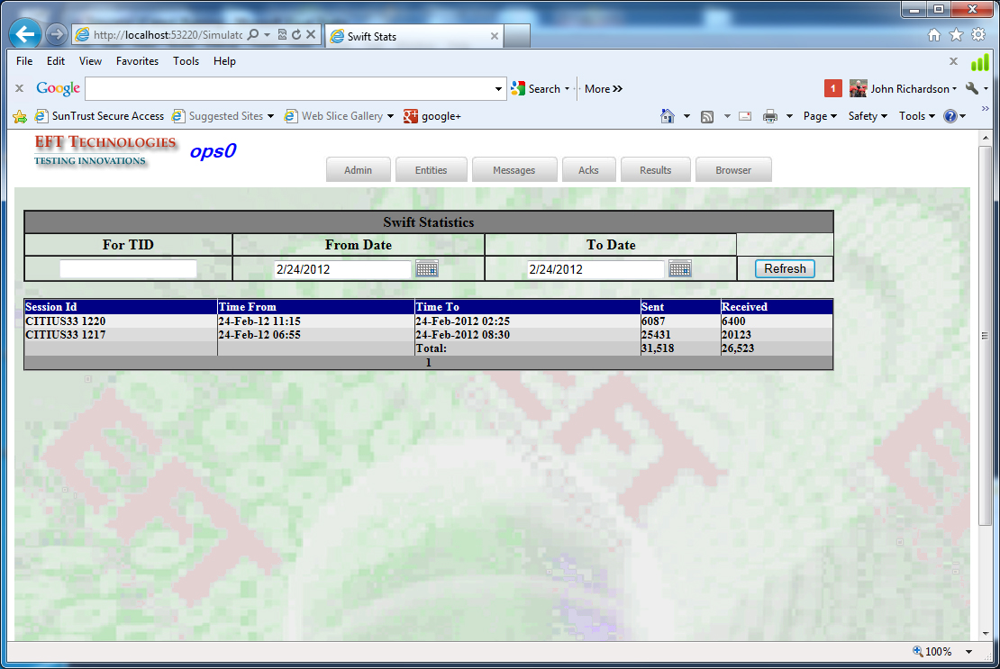 http://localhost:53220/Simulatc
Swift Stats
File Edit View Favorites Tools Help
Google Search More »
1 John Richardson
SunTrust Secure Access Suggested Sites Web Slice Gallery google+
Page Safety Tools
EFT TECHNOLOGIES
TESTING INNOVATIONS
ops0
Admin Entities Messages Acks Results Browser
Swift Statistics
For TID From Date To Date
2/24/2012 2/24/2012 Refresh
Session Id Time From Time To Sent Received
CITIUS33 1220 24-Feb-12 11:15 24-Feb-2012 02:25 6087 6400
CITIUS33 1217 24-Feb-12 06:55 24-Feb-2012 08:30 25431 20123
Total: 31,518 26,523
1
EFT EFT E
100%